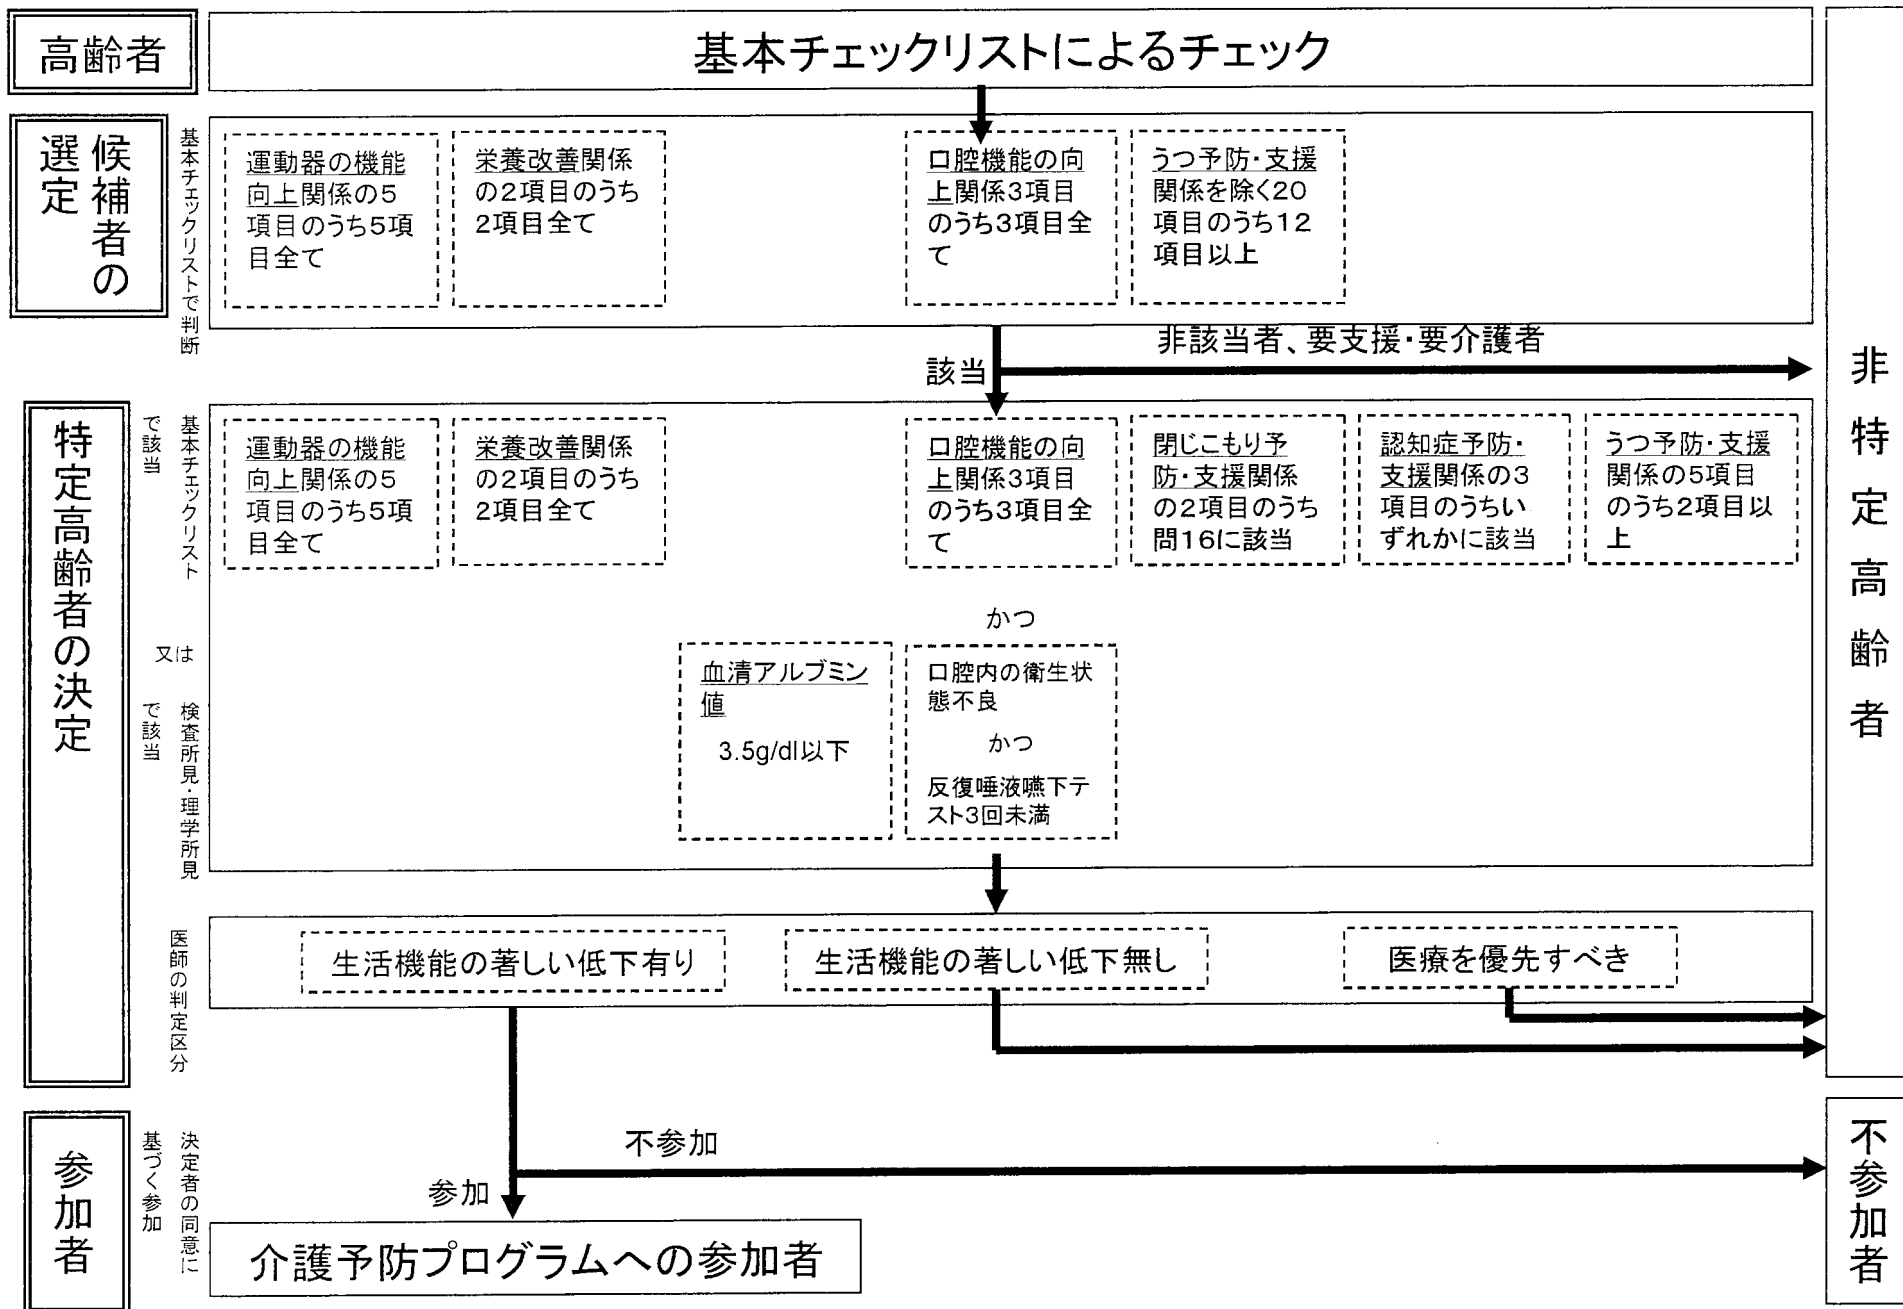 高齢者
基本チェックリストによるチェック
候補者の
選定
基本チェックリストで判断
運動器の機能
向上関係の5
項目のうち5項
目全て
栄養改善関係
の2項目のうち
2項目全て
口腔機能の向
上関係3項目
のうち3項目全
て
うつ予防・支援
関係を除く20
項目のうち12
項目以上
該当
非該当者、要支援・要介護者
非特定高齢者
特定高齢者の決定
基本チェックリスト
で該当
運動器の機能
向上関係の5
項目のうち5項
目全て
栄養改善関係
の2項目のうち
2項目全て
口腔機能の向
上関係3項目
のうち3項目全
て
閉じこもり予
防・支援関係
の2項目のうち
問16に該当
認知症予防・
支援関係の3
項目のうちい
ずれかに該当
うつ予防・支援
関係の5項目
のうち2項目以
上
又は
検査所見・理学所見
で該当
かつ
血清アルブミン
値
3.5g/dl以下
口腔内の衛生状
態不良
かつ
反復唾液嚥下テ
スト3回未満
医師の判定区分
生活機能の著しい低下有り
生活機能の著しい低下無し
医療を優先すべき
参加者
決定者の同意に
基づく参加
不参加
参加
介護予防プログラムへの参加者
不参加者